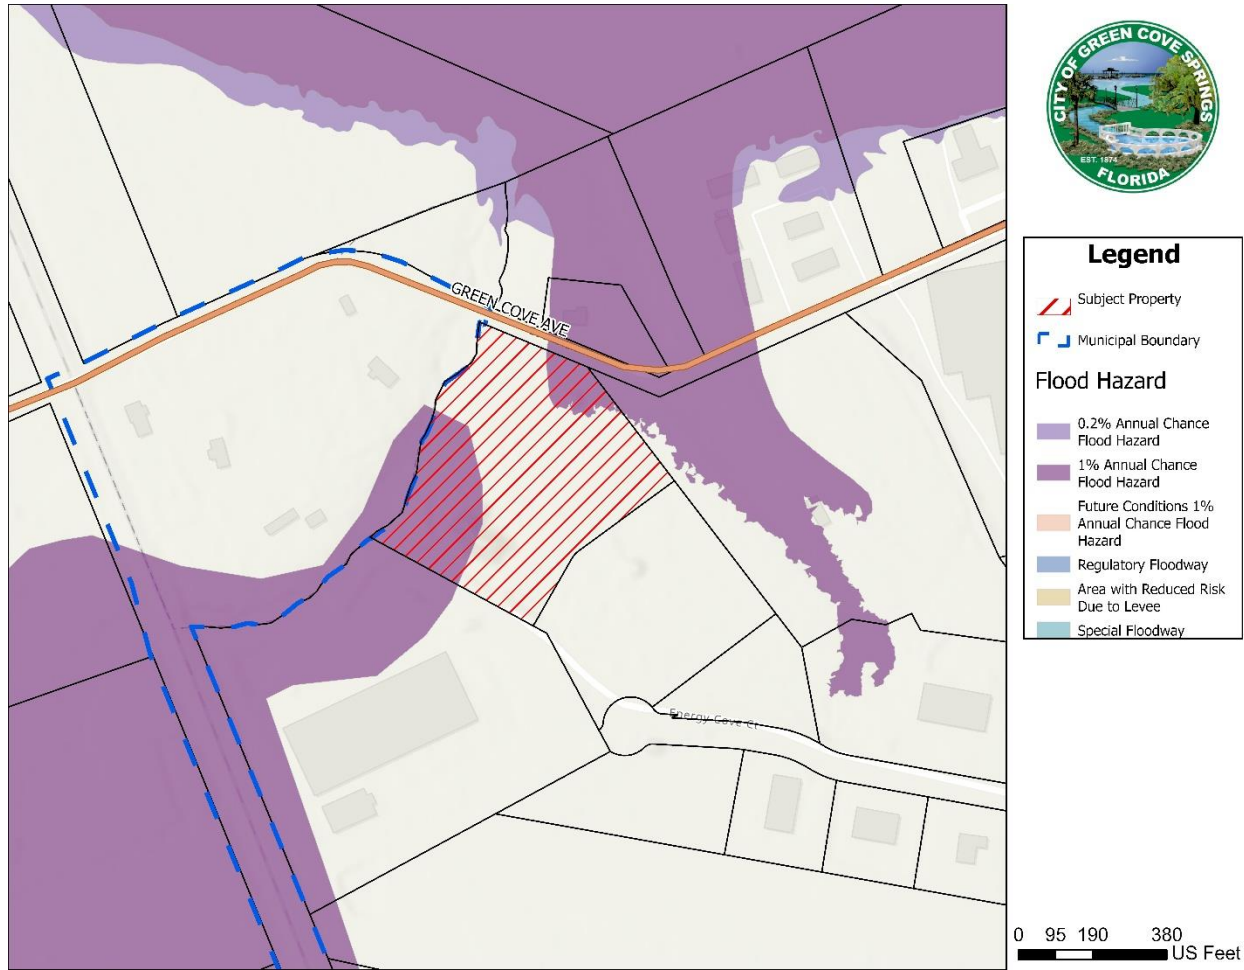 CITY OF GREEN COVE SPRINGS
EST. 1874
FLORIDA
GREEN COVE AVE
Energy Cove Ct
Legend
Subject Property
Municipal Boundary
Flood Hazard
0.2% Annual Chance
Flood Hazard
1% Annual Chance
Flood Hazard
Future Conditions 1%
Annual Chance Flood
Hazard
Regulatory Floodway
Area with Reduced Risk
Due to Levee
Special Floodway
0 95 190 380
US Feet